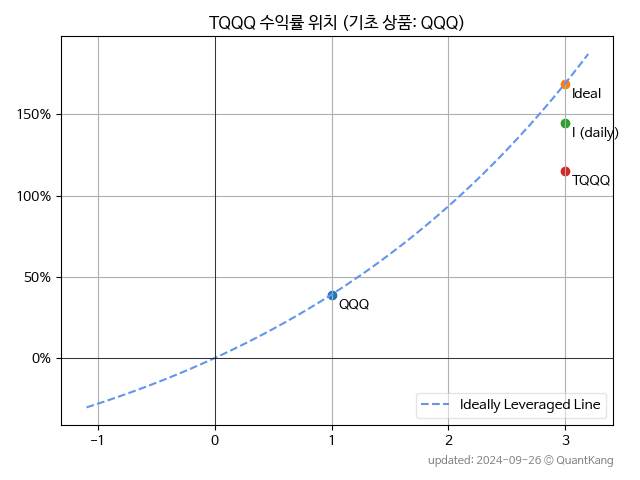 TQQQ 수익률 위치 (기초 상품: QQQ)
150%
100%
50%
0%
Ideal
I (daily)
TQQQ
QQQ
Ideally Leveraged Line
−1
0
1
2
3
updated: 2024-09-26 © QuantKang